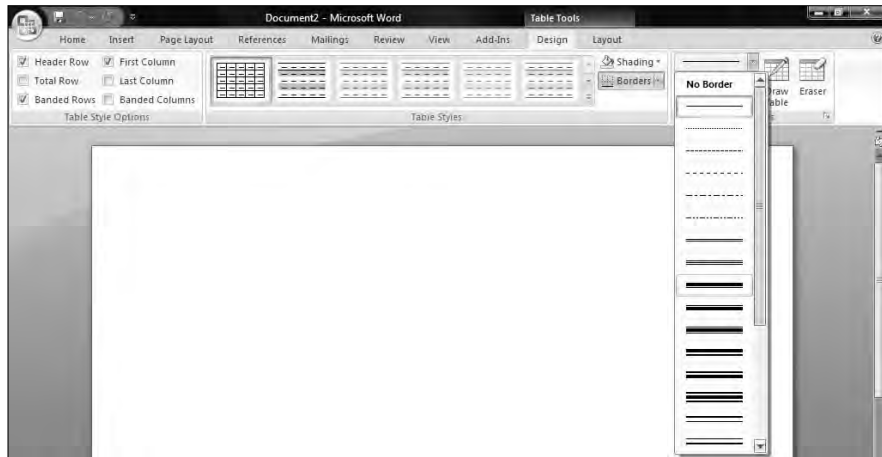 Document2 - Microsoft Word
Table Tools
Home Insert Page Layout References Mailings Review View Add-Ins Design Layout
Header Row First Column
Total Row Last Column
Banded Rows Banded Columns
Table Style Options
Table Styles
Shading
Borders
No Border
Eraser